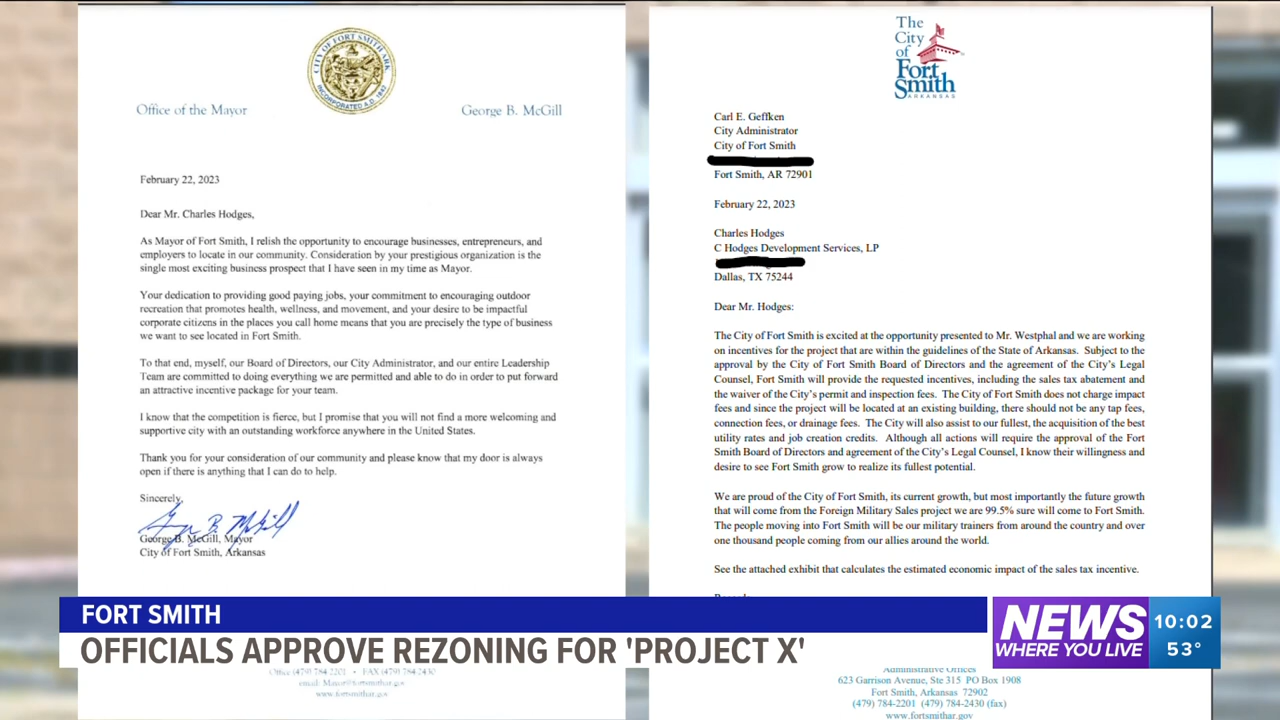 CITY OF FORT SMITH, ARK.
INCORPORATED A.D. 1842
Office of the Mayor
George B. McGill
February 22, 2023
Dear Mr. Charles Hodges,
As Mayor of Fort Smith, I relish the opportunity to encourage businesses, entrepreneurs, and
employers to locate in our community. Consideration by your prestigious organization is the
single most exciting business prospect that I have seen in my time as Mayor.
Your dedication to providing good paying jobs, your commitment to encouraging outdoor
recreation that promotes health, wellness, and movement, and your desire to be impactful
corporate citizens in the places you call home means that you are precisely the type of business
we want to see located in Fort Smith.
To that end, myself, our Board of Directors, our City Administrator, and our entire Leadership
Team are committed to doing everything we are permitted and able to do in order to put forward
an attractive incentive package for your team.
I know that the competition is fierce, but I promise that you will not find a more welcoming and
supportive city with an outstanding workforce anywhere in the United States.
Thank you for your consideration of our community and please know that my door is always
open if there is anything that I can do to help.
Sincerely,
George B. McGill
George B. McGill, Mayor
City of Fort Smith, Arkansas
Office (479) 784-2201 • FAX (479) 784-2430
email: Mayor@fortsmithar.gov
www.fortsmithar.gov
The
City
of
Fort
Smith
ARKANSAS
Carl E. Geffken
City Administrator
City of Fort Smith
Fort Smith, AR 72901
February 22, 2023
Charles Hodges
C Hodges Development Services, LP
Dallas, TX 75244
Dear Mr. Hodges:
The City of Fort Smith is excited at the opportunity presented to Mr. Westphal and we are working
on incentives for the project that are within the guidelines of the State of Arkansas. Subject to the
approval by the City of Fort Smith Board of Directors and the agreement of the City's Legal
Counsel, Fort Smith will provide the requested incentives, including the sales tax abatement and
the waiver of the City's permit and inspection fees. The City of Fort Smith does not charge impact
fees and since the project will be located at an existing building, there should not be any tap fees,
connection fees, or drainage fees. The City will also assist to our fullest, the acquisition of the best
utility rates and job creation credits. Although all actions will require the approval of the Fort
Smith Board of Directors and agreement of the City's Legal Counsel, I know their willingness and
desire to see Fort Smith grow to realize its fullest potential.
We are proud of the City of Fort Smith, its current growth, but most importantly the future growth
that will come from the Foreign Military Sales project we are 99.5% sure will come to Fort Smith.
The people moving into Fort Smith will be our military trainers from around the country and over
one thousand people coming from our allies around the world.
See the attached exhibit that calculates the estimated economic impact of the sales tax incentive.
Administrative Offices
623 Garrison Avenue, Ste 315 PO Box 1908
Fort Smith, Arkansas 72902
(479) 784-2201 (479) 784-2430 (fax)
www.fortsmithar.gov
FORT SMITH
OFFICIALS APPROVE REZONING FOR 'PROJECT X'
NEWS
WHERE YOU LIVE
10:02
53°